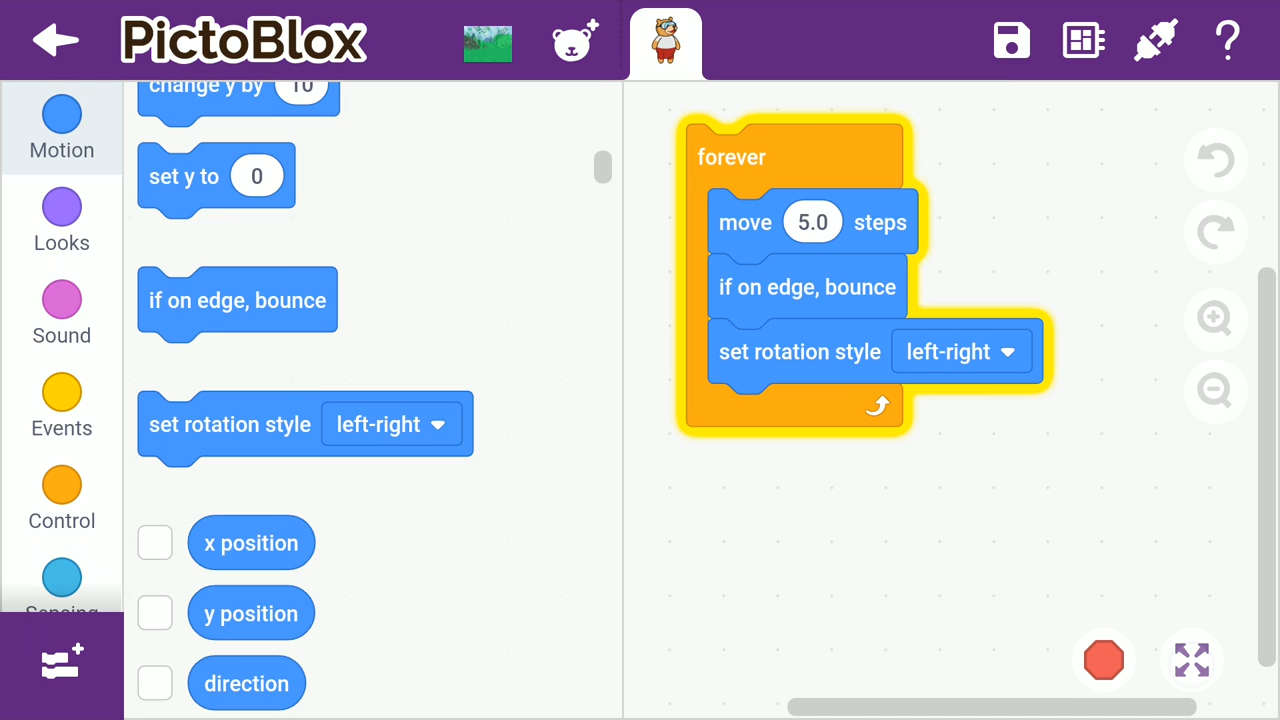 PictoBlox
?
Motion
Looks
Sound
Events
Control
Sensing
change y by 10
set y to 0
if on edge, bounce
set rotation style left-right
x position
y position
direction
forever
move 5.0 steps
if on edge, bounce
set rotation style left-right